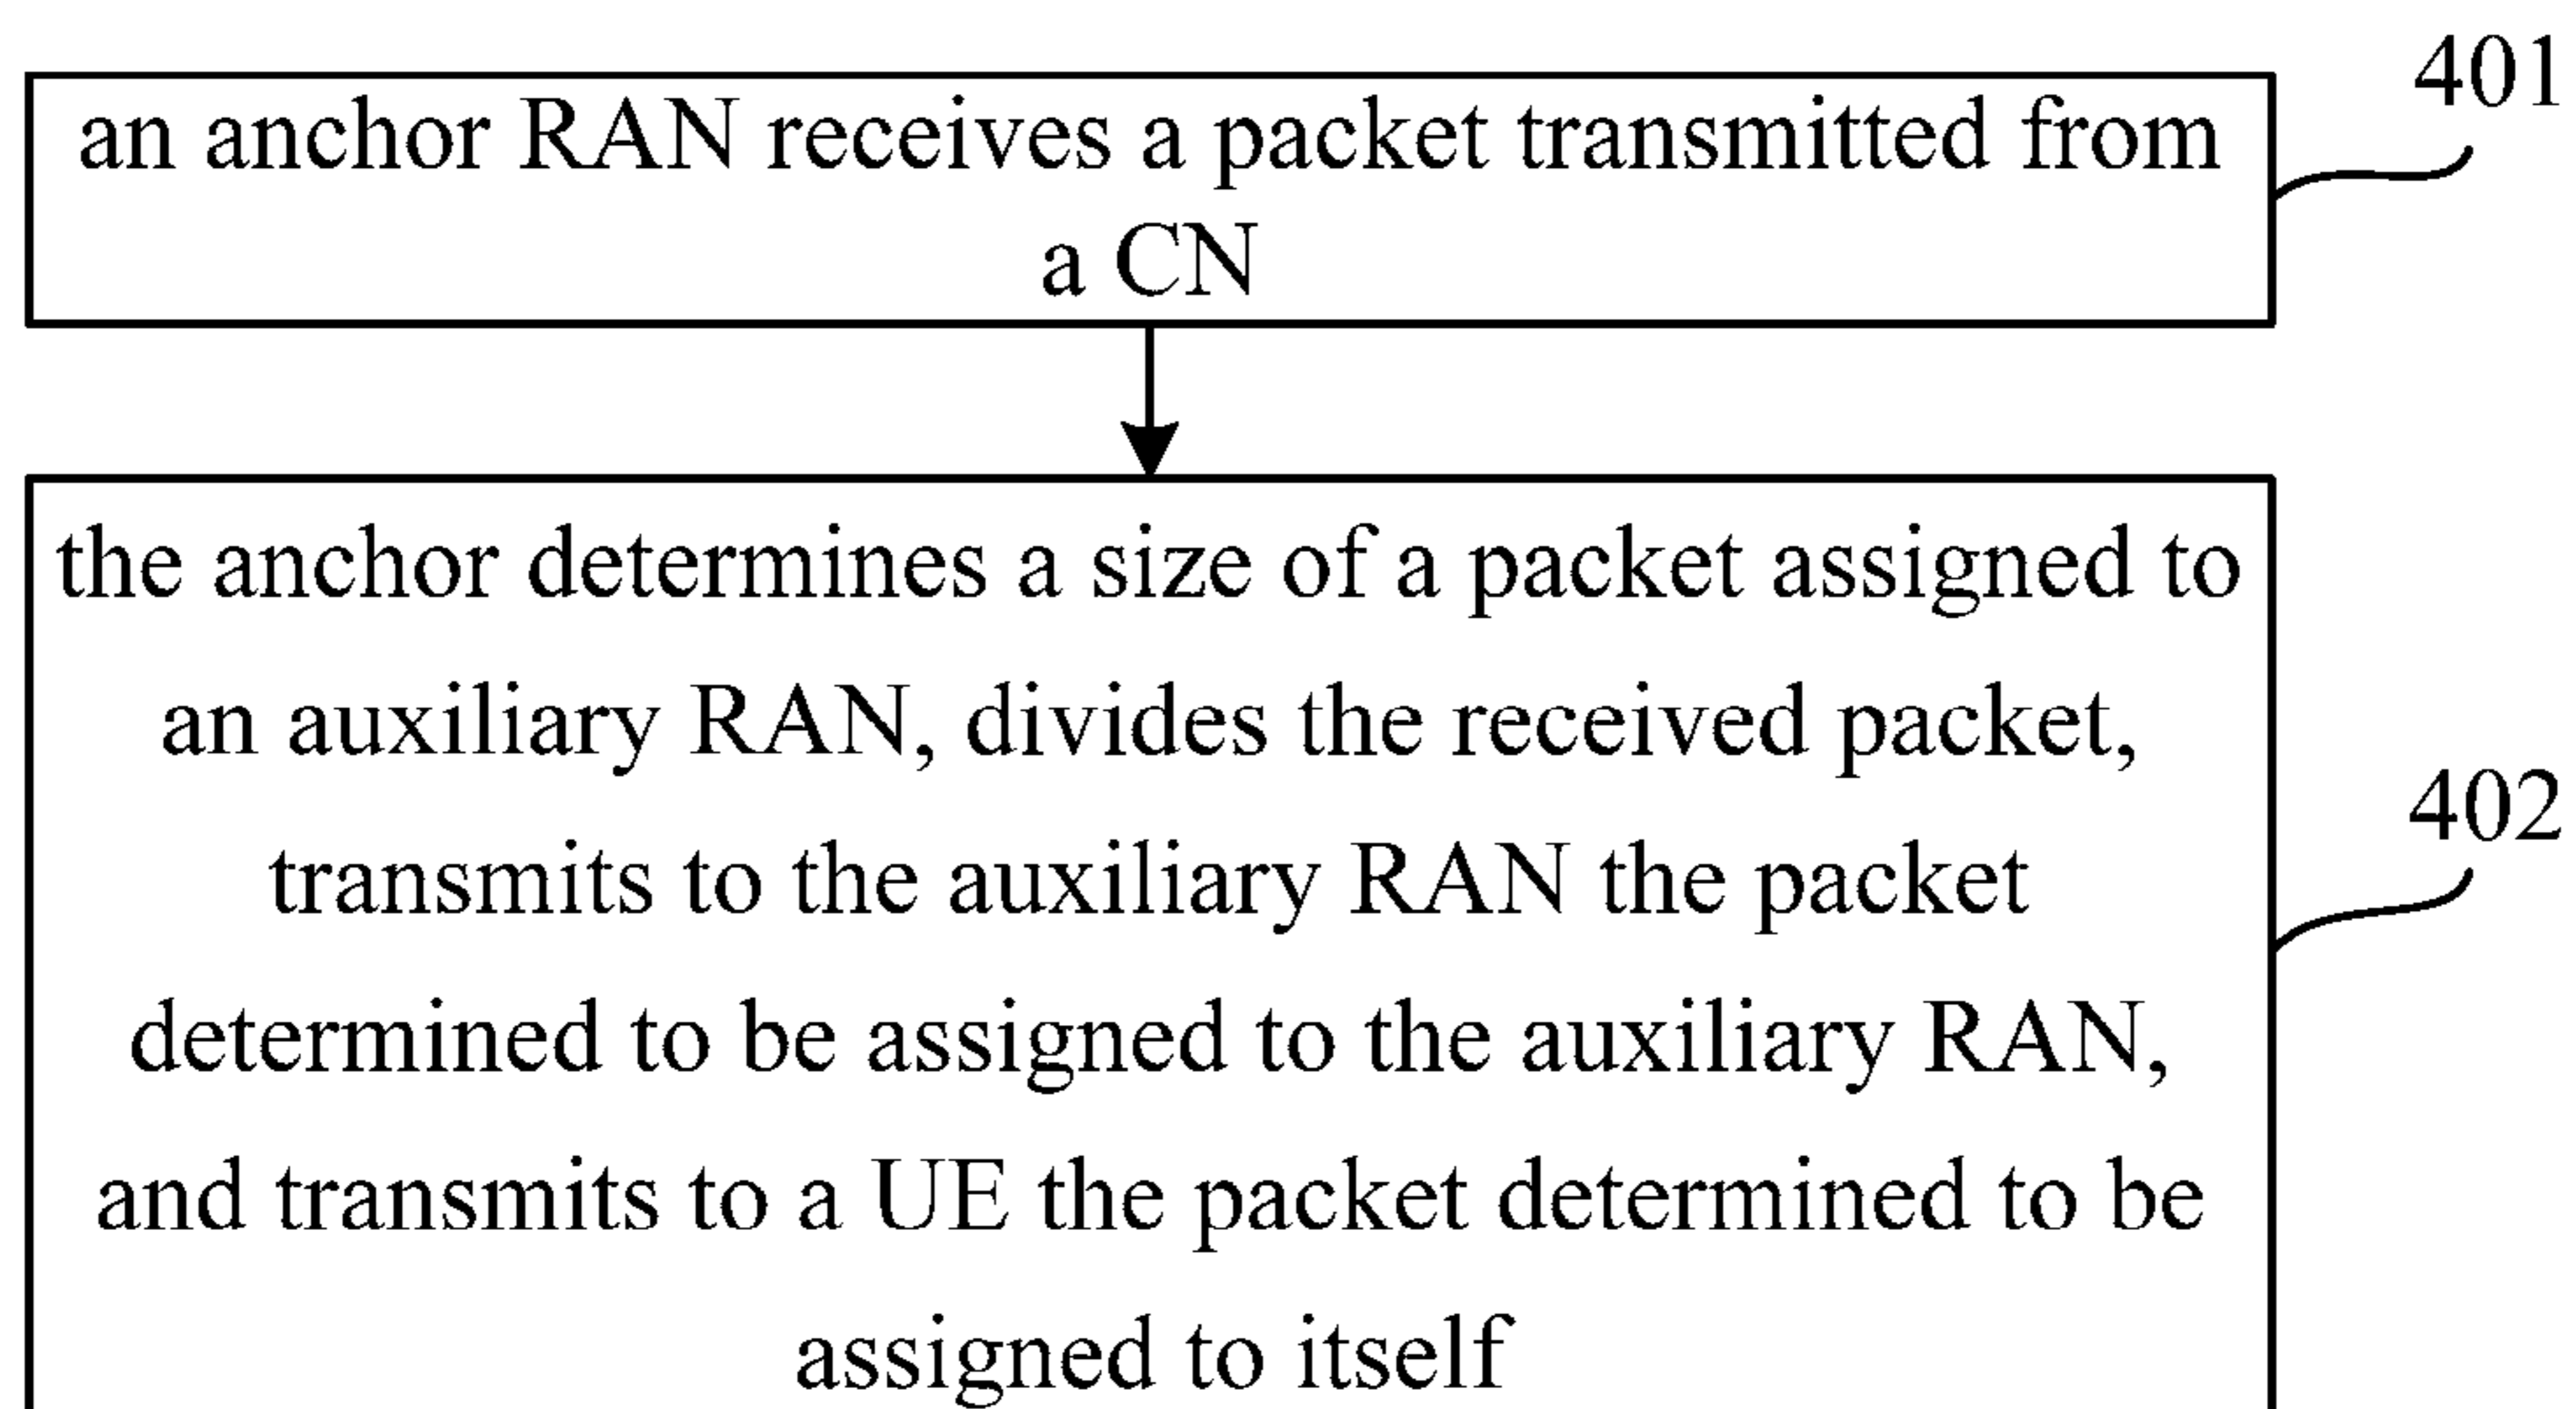 401
an anchor RAN receives a packet transmitted from
a CN
the anchor determines a size of a packet assigned to
an auxiliary RAN, divides the received packet,
transmits to the auxiliary RAN the packet
402
determined to be assigned to the auxiliary RAN,
and transmits to a UE the packet determined to be
assigned to itself